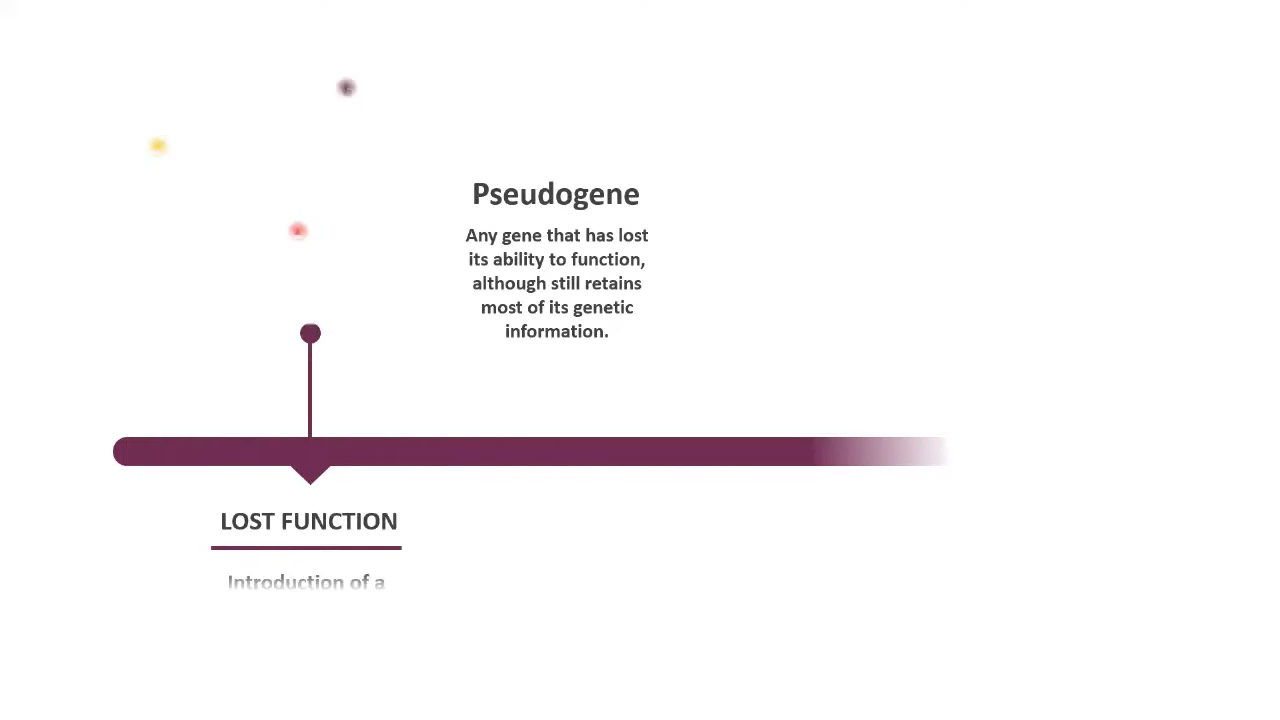 Pseudogene
Any gene that has lost
its ability to function,
although still retains
most of its genetic
information.
LOST FUNCTION
Introduction of a